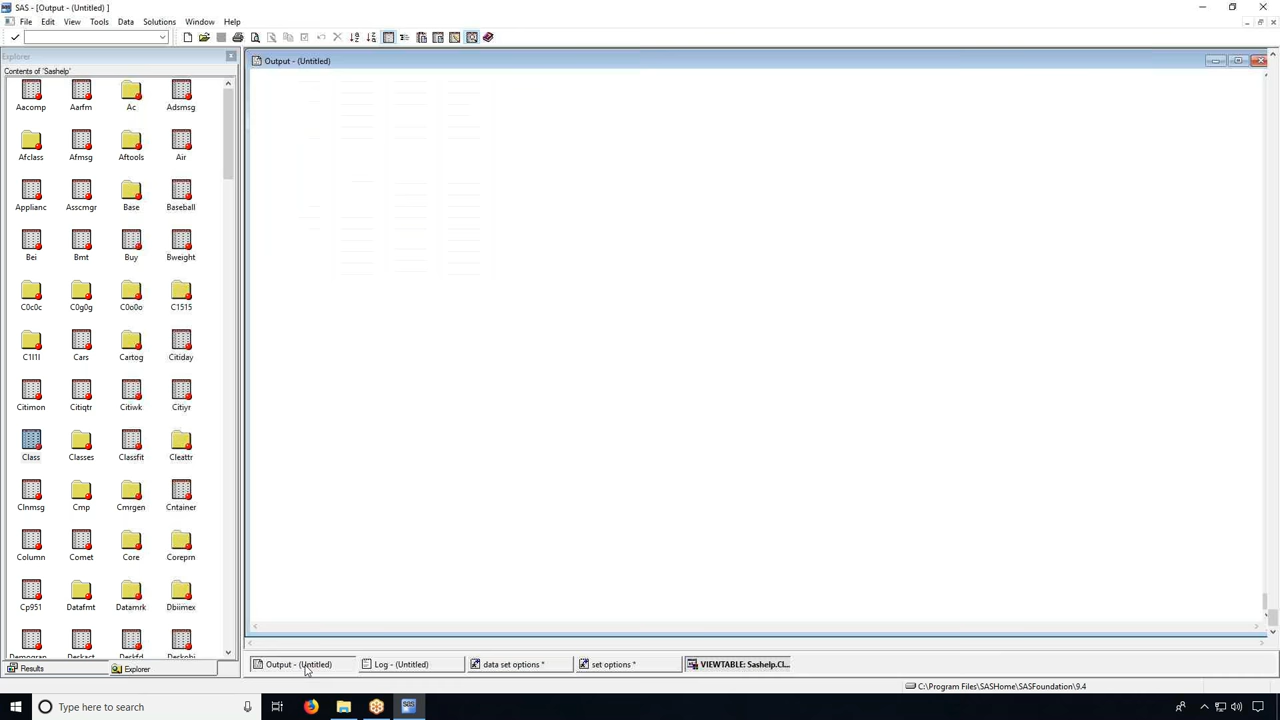 SAS - [Output - (Untitled) ]
File Edit View Tools Data Solutions Window Help
Explorer
Contents of 'Sashelp'
Aacomp Aarfm Ac Adsmsg
Afclass Afmsg Aftools Air
Applianc Asscmgr Base Baseball
Bei Bmt Buy Bweight
C0c0c C0g0g C0o0o C1515
C1l1l Cars Cartog Citiday
Citimon Citiqtr Citiwk Citiyr
Class Classes Classfit Cleattr
Clnmsg Cmp Cmrgen Cntainer
Column Comet Core Coreprn
Cp951 Datafmt Datamrk Dbiimex
Results Explorer
Output - (Untitled)
Output - (Untitled) Log - (Untitled) data set options * set options * VIEWTABLE: Sashelp.Cl...
C:\Program Files\SASHome\SASFoundation\9.4
Type here to search
SAS